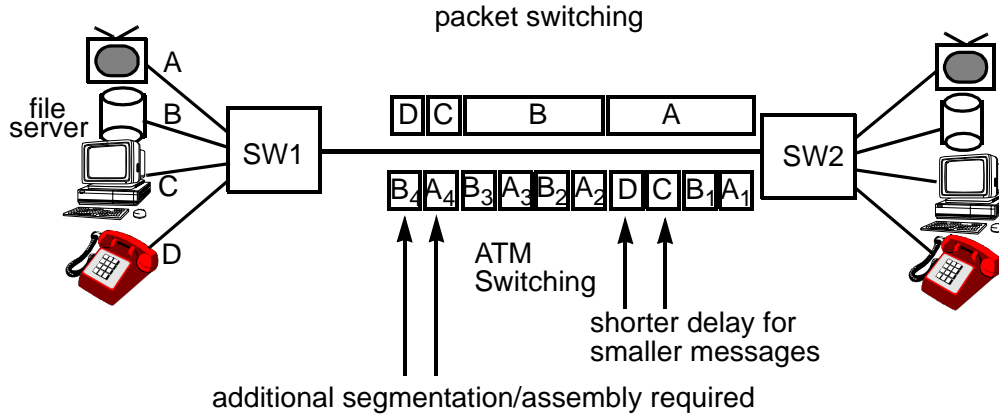 packet switching
A
file
server
B
C
D
SW1
D C B A
SW2
B4 A4 B3 A3 B2 A2 D C B1 A1
ATM
Switching
shorter delay for
smaller messages
additional segmentation/assembly required